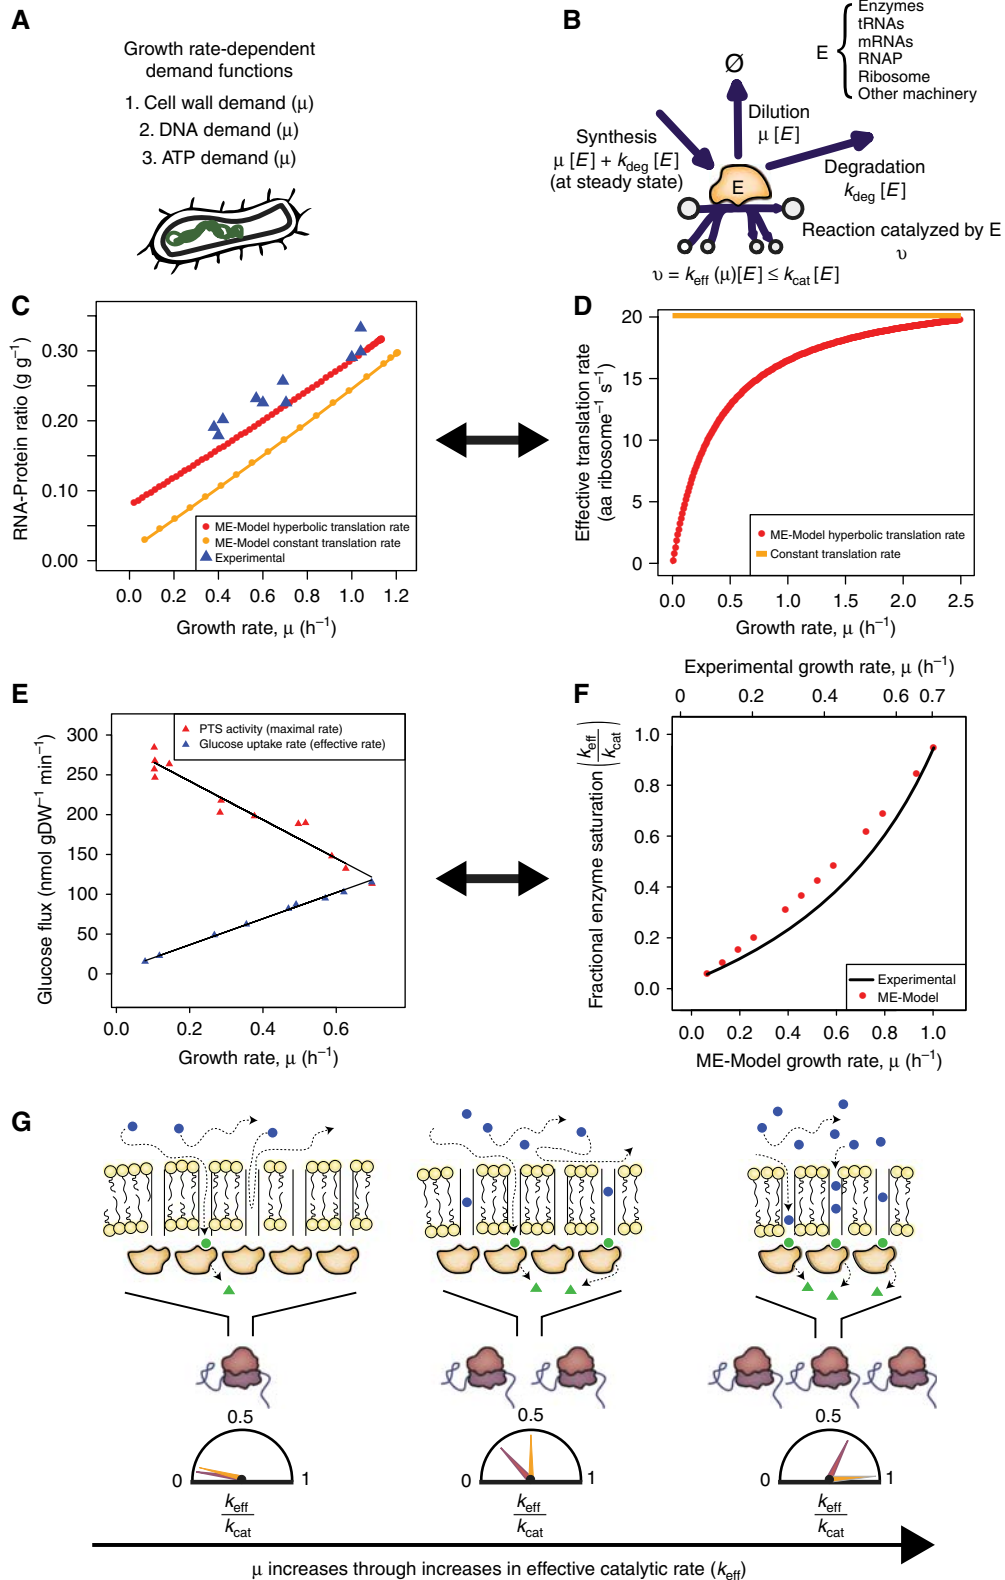 A
Growth rate-dependent
demand functions
1. Cell wall demand (μ)
2. DNA demand (μ)
3. ATP demand (μ)
B
E
Enzymes
tRNAs
mRNAs
RNAP
Ribosome
Other machinery
Ø
Dilution
μ [E]
Synthesis
μ [E] + kdeg [E]
(at steady state)
Degradation
kdeg [E]
E
Reaction catalyzed by E
υ
υ = keff (μ)[E] ≤ kcat [E]
C
RNA-Protein ratio (g g⁻¹)
0.30
0.20
0.10
0.00
ME-Model hyperbolic translation rate
ME-Model constant translation rate
Experimental
0.0 0.2 0.4 0.6 0.8 1.0 1.2
Growth rate, μ (h⁻¹)
D
Effective translation rate
(aa ribosome⁻¹ s⁻¹)
20
15
10
5
0
ME-Model hyperbolic translation rate
Constant translation rate
0.0 0.5 1.0 1.5 2.0 2.5
Growth rate, μ (h⁻¹)
E
Glucose flux (nmol gDW⁻¹ min⁻¹)
300
250
200
150
100
50
0
PTS activity (maximal rate)
Glucose uptake rate (effective rate)
0.0 0.2 0.4 0.6
Growth rate, μ (h⁻¹)
F
Experimental growth rate, μ (h⁻¹)
0 0.2 0.4 0.6 0.7
Fractional enzyme saturation (keff/kcat)
1.0
0.8
0.6
0.4
0.2
0.0
Experimental
ME-Model
0.0 0.2 0.4 0.6 0.8 1.0
ME-Model growth rate, μ (h⁻¹)
G
0.5
0 1
keff
kcat
0.5
0 1
keff
kcat
0.5
0 1
keff
kcat
μ increases through increases in effective catalytic rate (keff)